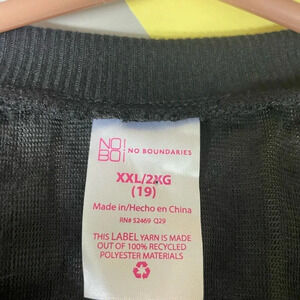 NO
BO! NO BOUNDARIES
XXL/2XG
(19)
Made in/Hecho en China
RN# 52469 Q29
THIS LABEL YARN IS MADE
OUT OF 100% RECYCLED
POLYESTER MATERIALS